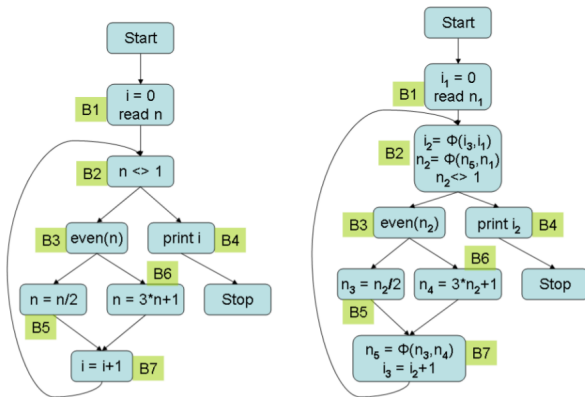 Start
i = 0
read n
B1
n <> 1
B2
even(n)
B3
print i
B4
B6
n = n/2
n = 3*n+1
Stop
B5
i = i+1
B7
Start
i₁ = 0
read n₁
B1
i₂= Φ(i₃,i₁)
n₂= Φ(n₅,n₁)
n₂<> 1
B2
even(n₂)
B3
print i₂
B4
B6
n₃ = n₂/2
n₄ = 3*n₂+1
Stop
B5
n₅ = Φ(n₃,n₄)
i₃ = i₂+1
B7